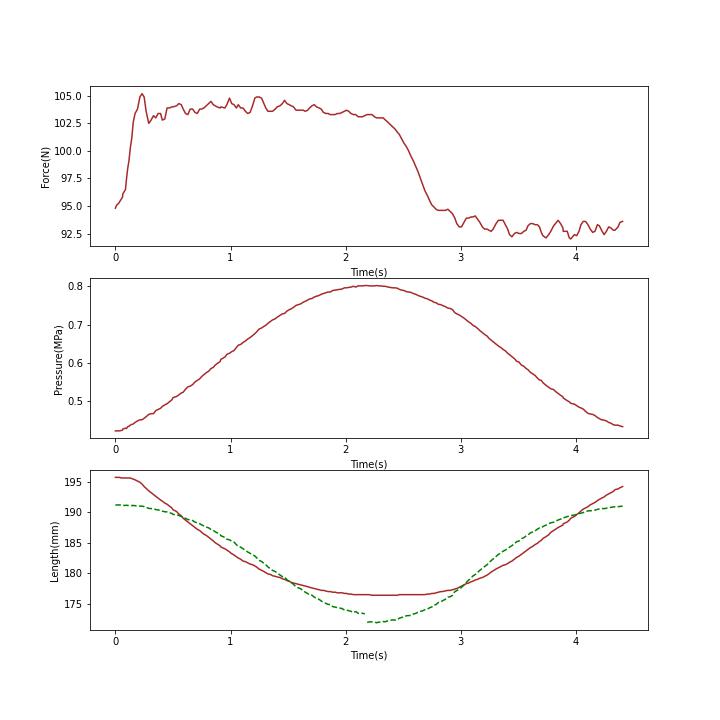 105.0
102.5
100.0
97.5
95.0
92.5
Force(N)
0 1 2 3 4
Time(s)
0.8
0.7
0.6
0.5
Pressure(MPa)
0 1 2 3 4
Time(s)
195
190
185
180
175
Length(mm)
0 1 2 3 4
Time(s)